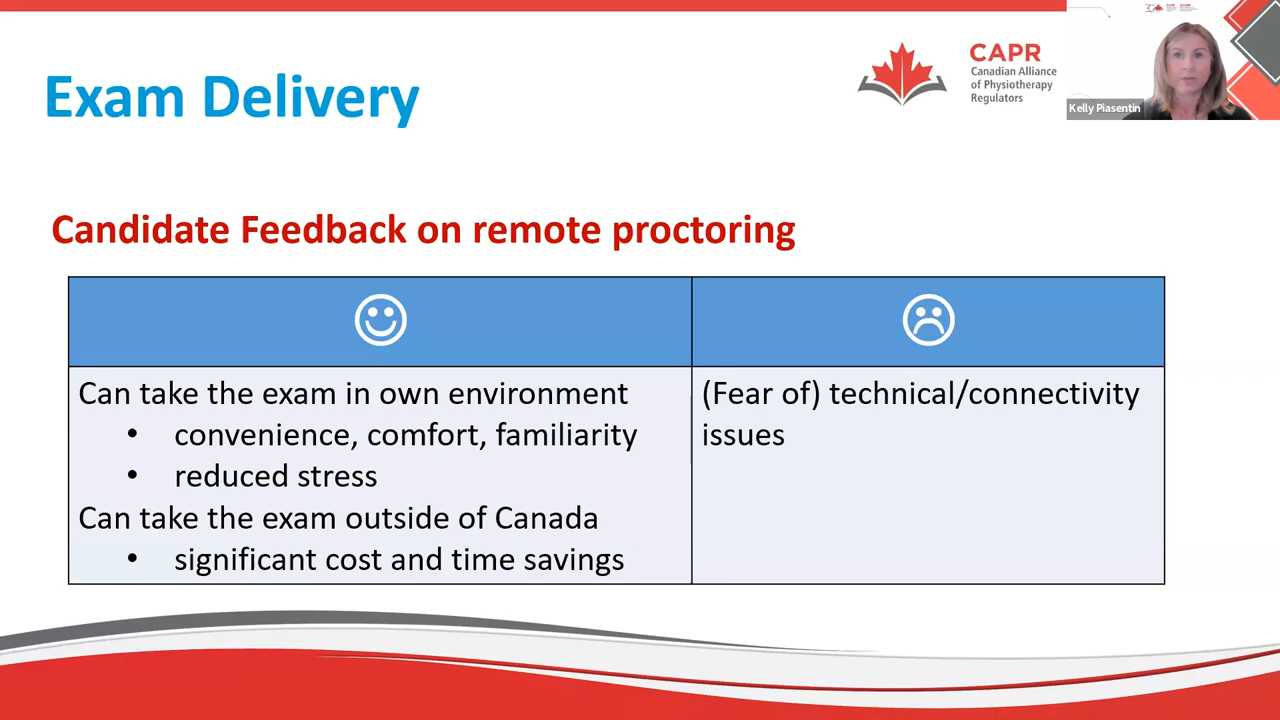 Exam Delivery
CAPR
Canadian Alliance
of Physiotherapy
Regulators
Kelly Piasentin
Candidate Feedback on remote proctoring
Can take the exam in own environment
• convenience, comfort, familiarity
• reduced stress
Can take the exam outside of Canada
• significant cost and time savings
(Fear of) technical/connectivity
issues